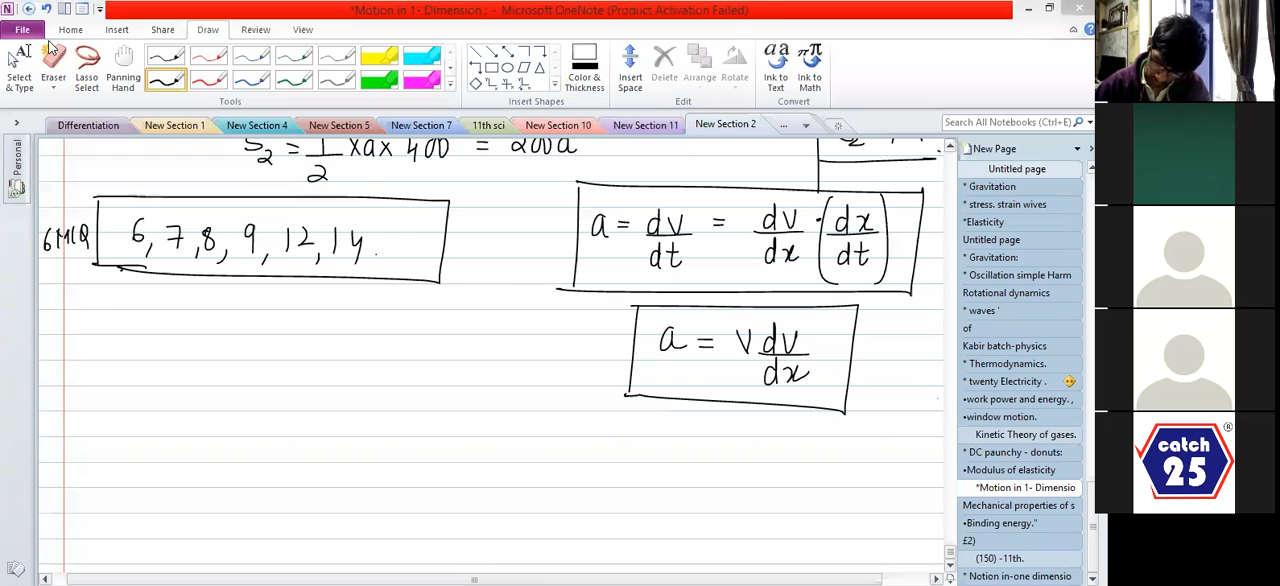 *Motion in 1- Dimension : - Microsoft OneNote (Product Activation Failed)
File Home Insert Share Draw Review View
Select & Type
Eraser
Lasso Select
Panning Hand
Color & Thickness
Insert Space
Delete
Arrange
Rotate
Ink to Text
Ink to Math
Tools
Insert Shapes
Edit
Convert
Differentiation New Section 1 New Section 4 New Section 5 New Section 7 11th sci New Section 10 New Section 11 New Section 2 ...
Search All Notebooks (Ctrl+E)
Personal
S2 = 1/2 xax 400 = 200a
6MCQ 6, 7, 8, 9, 12, 14.
a = dv/dt = dv/dx · (dx/dt)
a = v dv/dx
New Page
Untitled page
* Gravitation
* stress. strain wives
*Elasticity
Untitled page
* Gravitation:
* Oscillation simple Harm
Rotational dynamics
* waves '
of
Kabir batch-physics
* Thermodynamics.
* twenty Electricity .
•work power and energy. ,
•window motion.
Kinetic Theory of gases.
* DC paunchy - donuts:
•Modulus of elasticity
*Motion in 1- Dimensio
Mechanical properties of s
•Binding energy."
£2)
(150) -11th.
* Notion in-one dimensio
catch
25
®